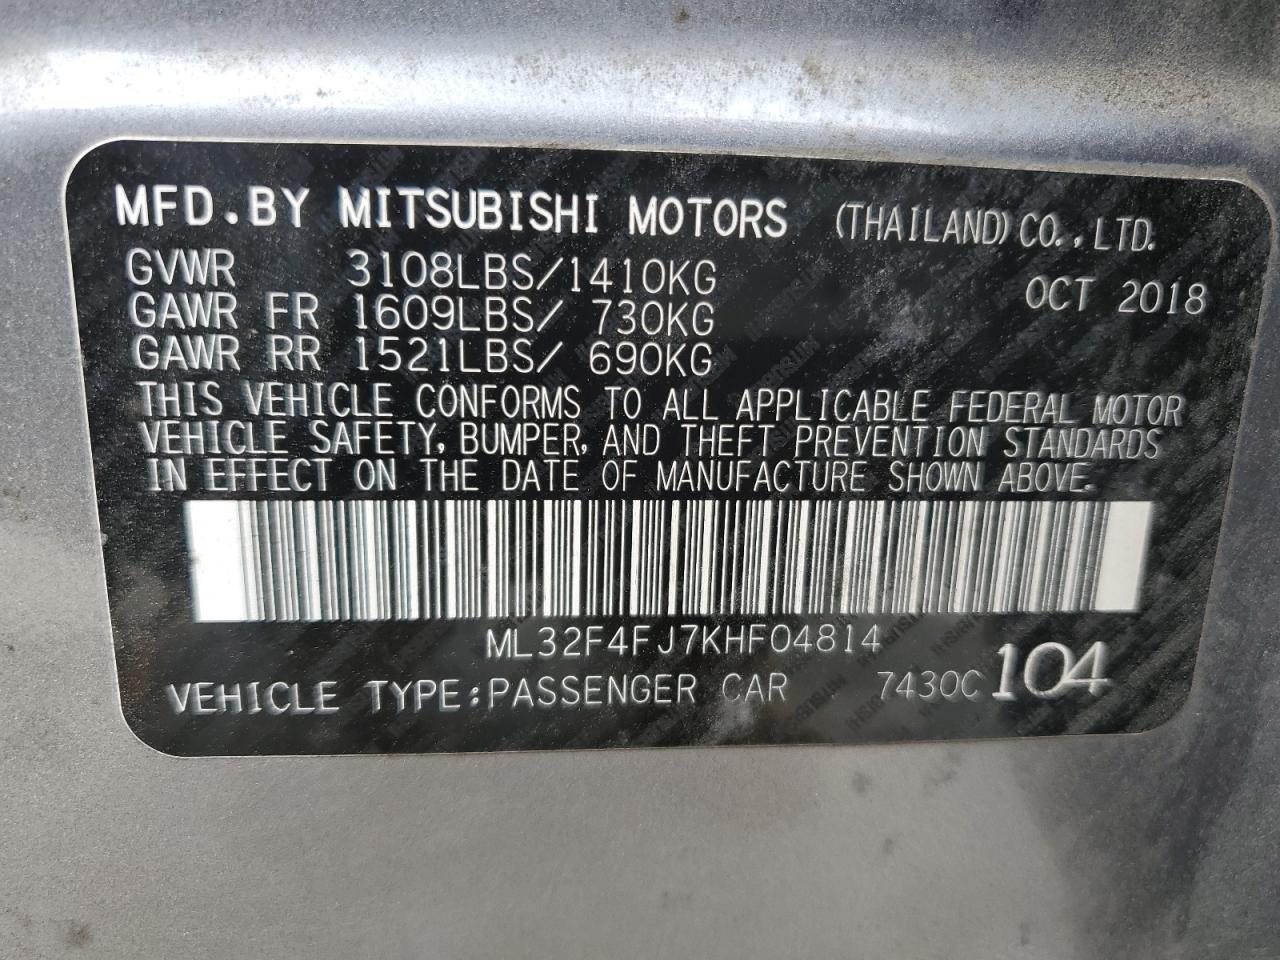 MFD.BY MITSUBISHI MOTORS (THAILAND) CO.,LTD.
GVWR 3108LBS/1410KG OCT 2018
GAWR FR 1609LBS/ 730KG
GAWR RR 1521LBS/ 690KG
THIS VEHICLE CONFORMS TO ALL APPLICABLE FEDERAL MOTOR
VEHICLE SAFETY, BUMPER, AND THEFT PREVENTION STANDARDS
IN EFFECT ON THE DATE OF MANUFACTURE SHOWN ABOVE.
ML32F4FJ7KHF04814
VEHICLE TYPE:PASSENGER CAR 7430C 104